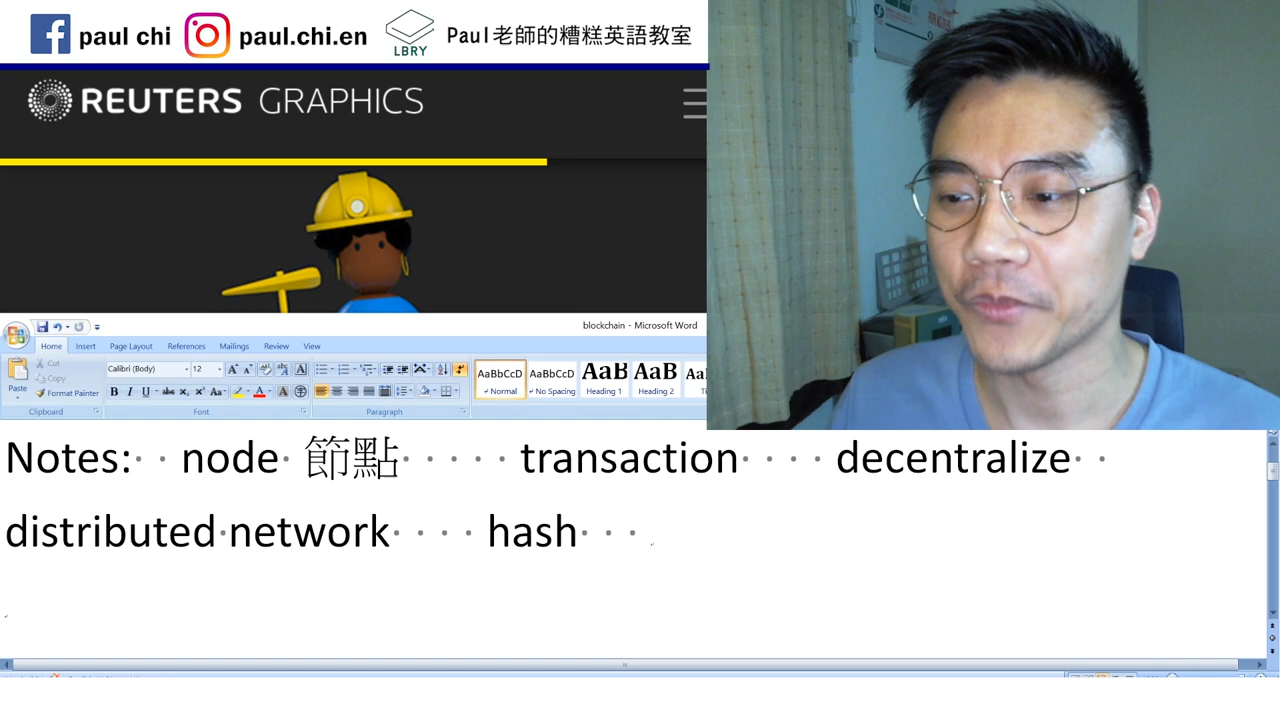 paul chi paul.chi.en LBRY Paul老師的糟糕英語教室
REUTERS GRAPHICS
blockchain - Microsoft Word
Home Insert Page Layout References Mailings Review View
Cut
Copy
Format Painter
Paste
Calibri (Body) 12
AaBbCcD AaBbCcD AaB AaB
Normal No Spacing Heading 1 Heading 2
Clipboard Font Paragraph
Notes: node 節點 transaction decentralize
distributed network hash